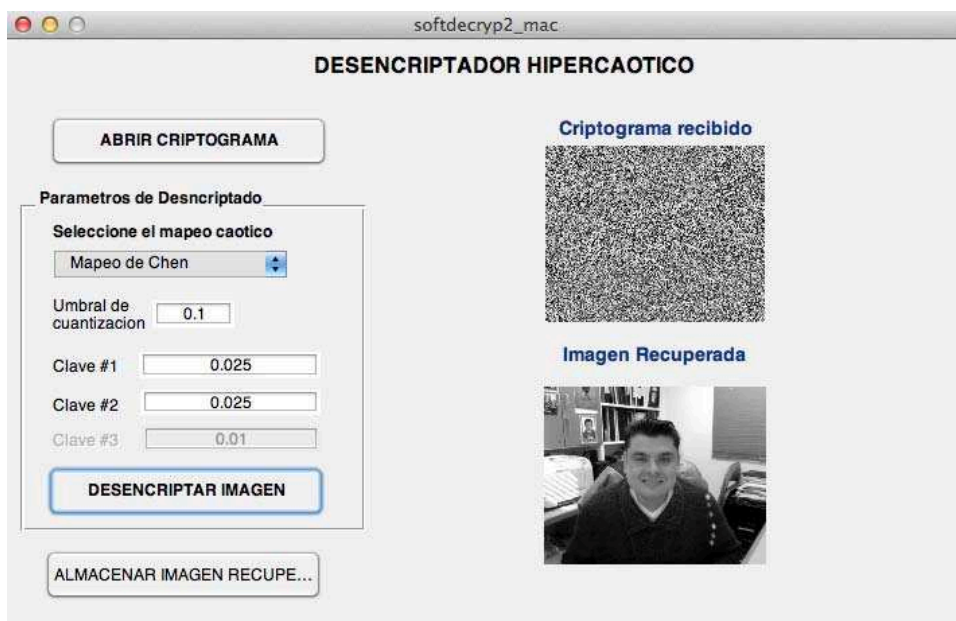 softdecryp2_mac
DESENCRIPTADOR HIPERCAOTICO
ABRIR CRIPTOGRAMA
Parametros de Desncriptado
Seleccione el mapeo caotico
Mapeo de Chen
Umbral de
cuantizacion
0.1
Clave #1
0.025
Clave #2
0.025
Clave #3
0.01
DESENCRIPTAR IMAGEN
ALMACENAR IMAGEN RECUPE...
Criptograma recibido
Imagen Recuperada